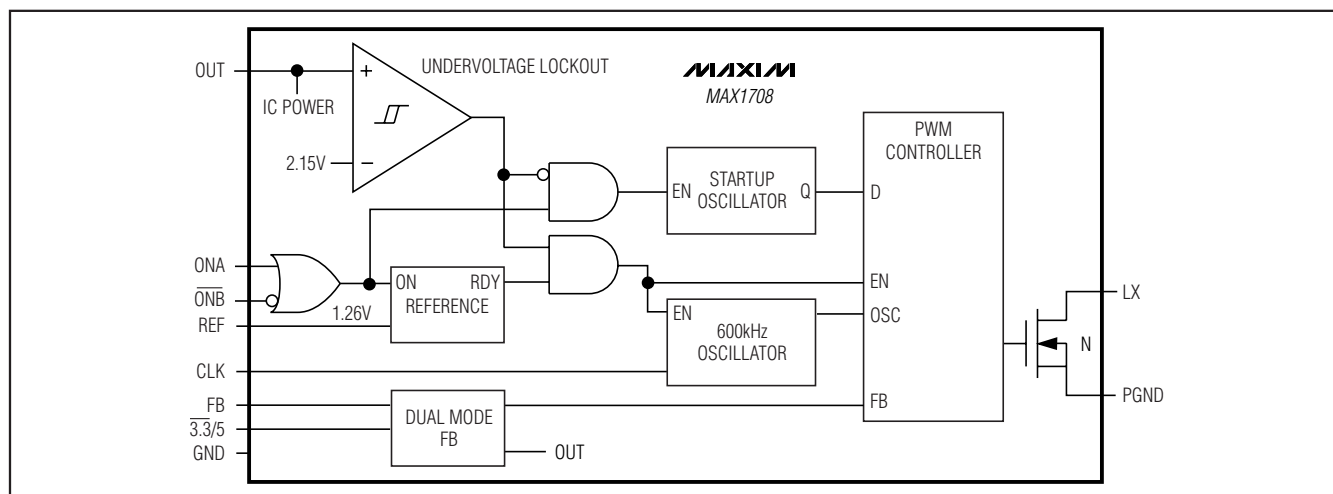 OUT
IC POWER
+
UNDERVOLTAGE LOCKOUT
2.15V
−
MAXIM
MAX1708
PWM
CONTROLLER
EN
STARTUP
OSCILLATOR
Q
D
ONA
O̅N̅B̅
REF
1.26V
ON
RDY
REFERENCE
EN
OSC
EN
600kHz
OSCILLATOR
LX
N
PGND
CLK
FB
3̅.̅3̅/5
GND
DUAL MODE
FB
OUT
FB